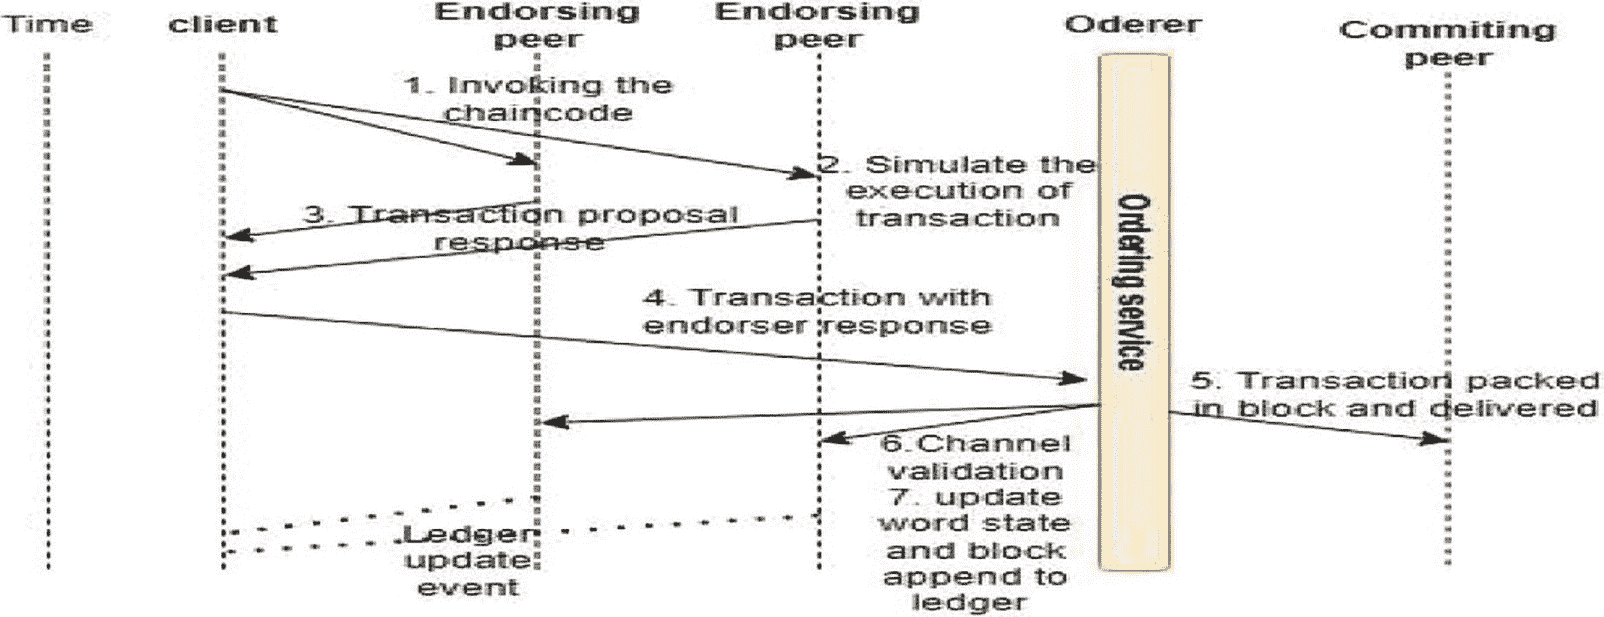 Time
client
Endorsing
peer
Endorsing
peer
Oderer
Commiting
peer
1. Invoking the
chaincode
2. Simulate the
execution of
transaction
3. Transaction proposal
response
4. Transaction with
endorser response
Ordering service
5. Transaction packed
in block and delivered
6.Channel
validation
7. update
word state
and block
append to
ledger
Ledger
update
event